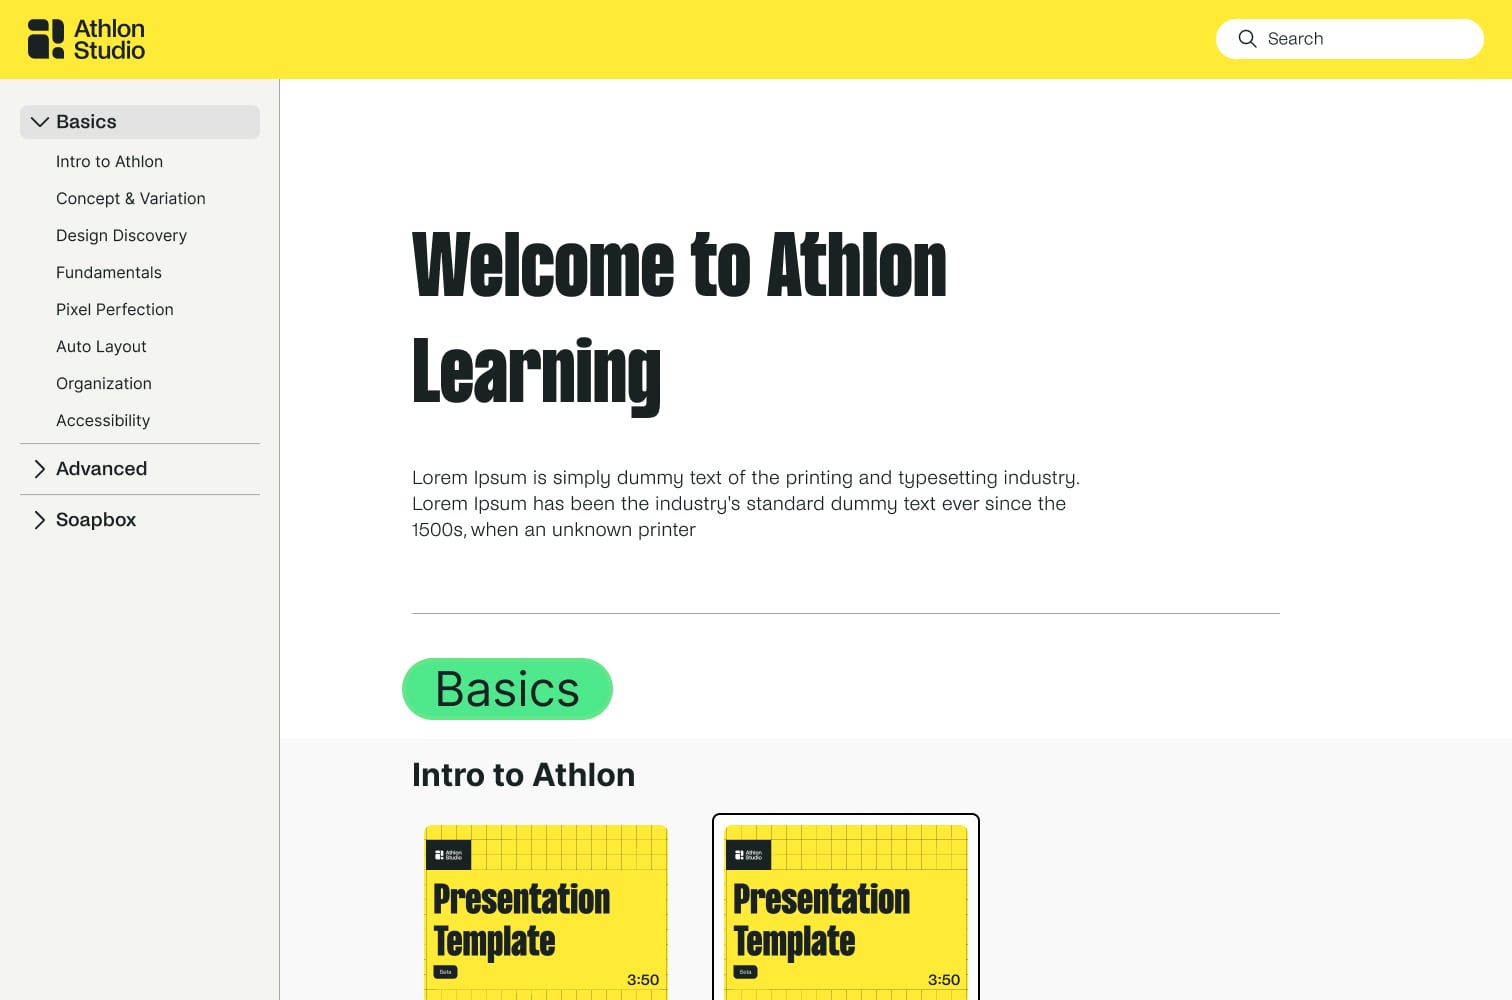 Athlon
Studio
Search
Basics
Intro to Athlon
Concept & Variation
Design Discovery
Fundamentals
Pixel Perfection
Auto Layout
Organization
Accessibility
Advanced
Soapbox
Welcome to Athlon
Learning
Lorem Ipsum is simply dummy text of the printing and typesetting industry.
Lorem Ipsum has been the industry's standard dummy text ever since the
1500s, when an unknown printer
Basics
Intro to Athlon
Athlon
Studio
Presentation
Template
Beta
3:50
Athlon
Studio
Presentation
Template
Beta
3:50